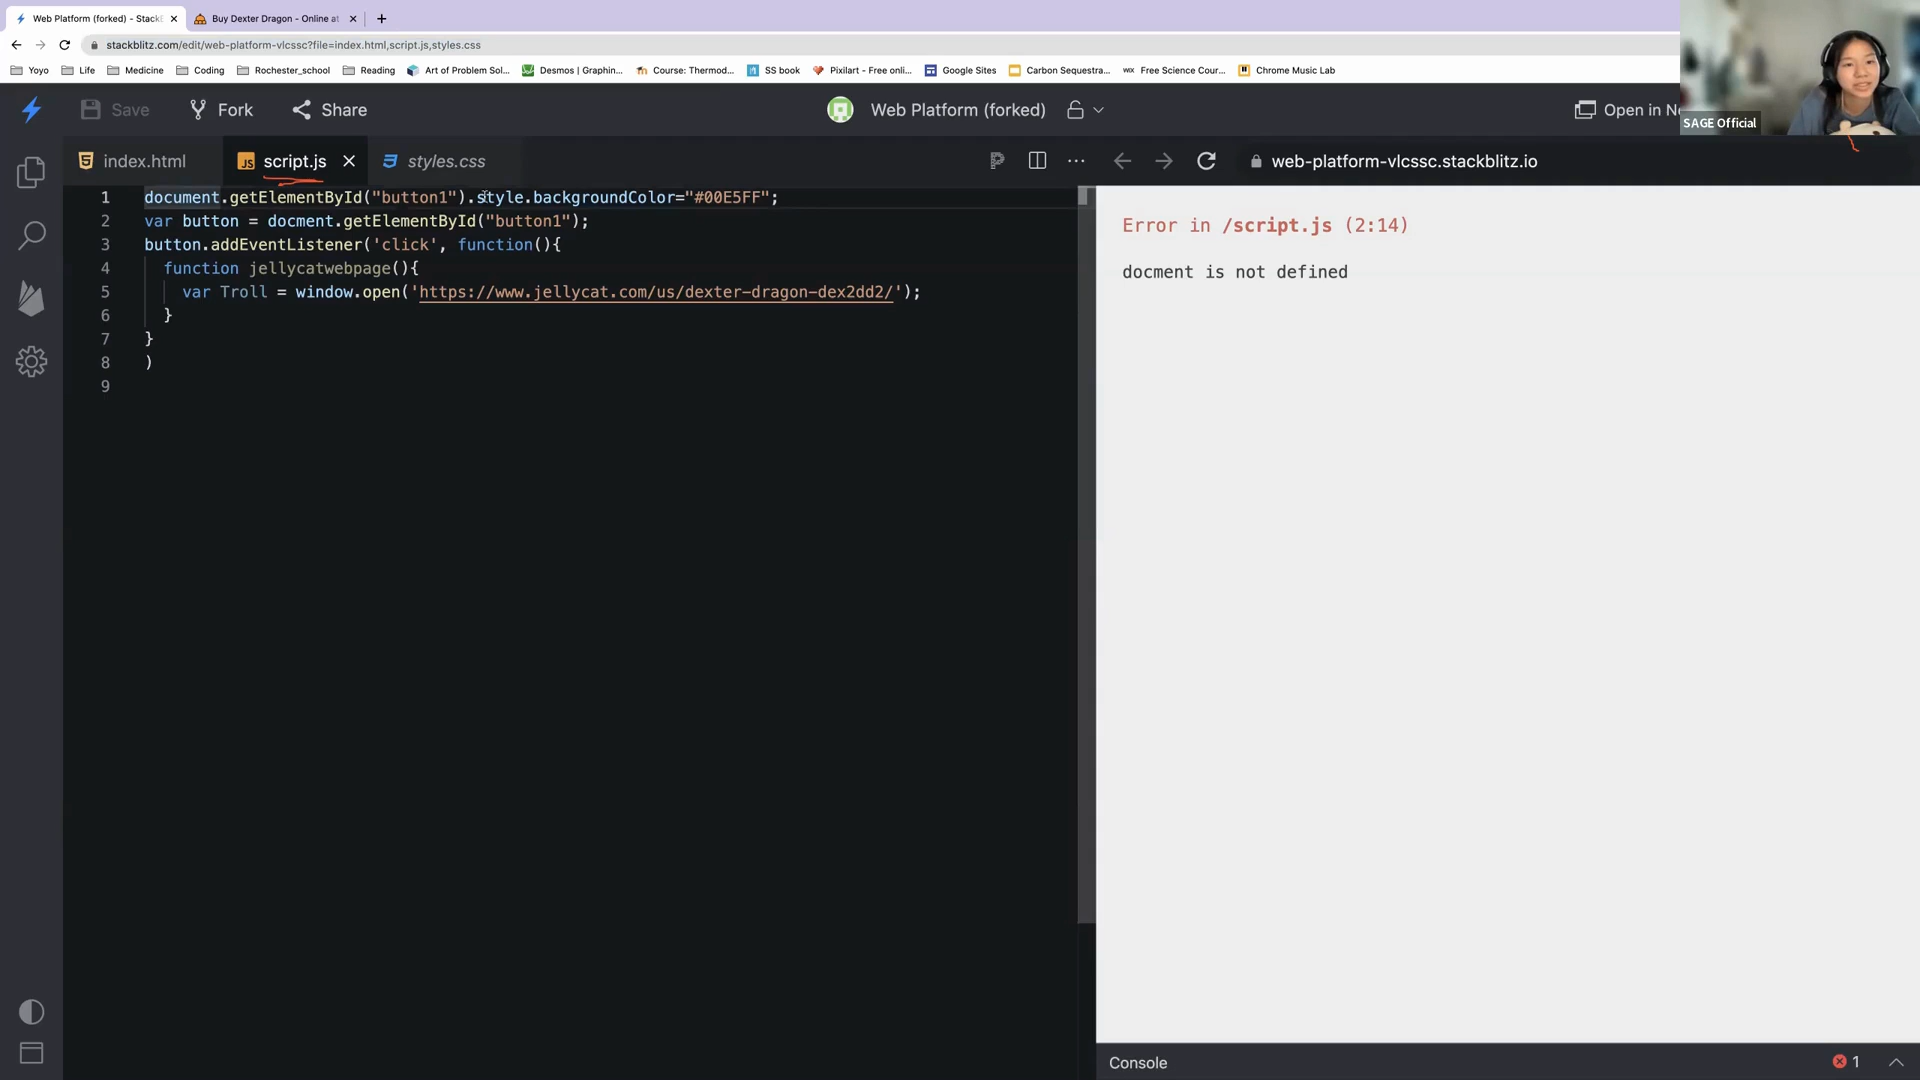 Web Platform (forked) - StackB
Buy Dexter Dragon - Online at
stackblitz.com/edit/web-platform-vlcssc?file=index.html,script.js,styles.css
Yoyo Life Medicine Coding Rochester_school Reading Art of Problem Sol... Desmos | Graphin... Course: Thermod... SS book Pixilart - Free onli... Google Sites Carbon Sequestra... WIX Free Science Cour... Chrome Music Lab
Save Fork Share Web Platform (forked) Open in Ne
SAGE Official
index.html JS script.js styles.css
web-platform-vlcssc.stackblitz.io
1 document.getElementById("button1").style.backgroundColor="#00E5FF";
2 var button = docment.getElementById("button1");
3 button.addEventListener('click', function(){
4 function jellycatwebpage(){
5 var Troll = window.open('https://www.jellycat.com/us/dexter-dragon-dex2dd2/');
6 }
7 }
8 )
9
Error in /script.js (2:14)
docment is not defined
Console 1